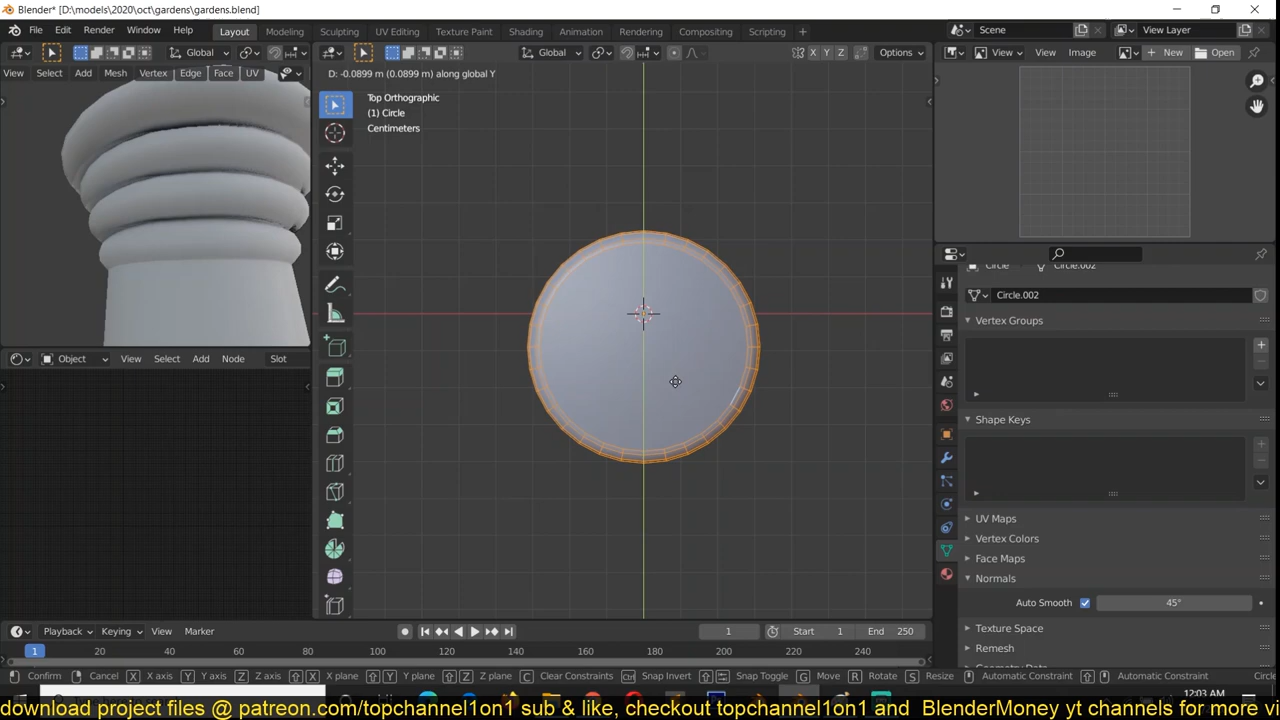 Blender* [D:\models\2020\oct\gardens\gardens.blend]
File Edit Render Window Help Layout Modeling Sculpting UV Editing Texture Paint Shading Animation Rendering Compositing Scripting + Scene View Layer
Global Global X Y Z Options View Image New Open
View Select Add Mesh Vertex Edge Face UV D: -0.0899 m (0.0899 m) along global Y
Top Orthographic
(1) Circle
Centimeters
Circle Circle.002
Circle.002
Vertex Groups
Object View Select Add Node Slot
Shape Keys
UV Maps
Vertex Colors
Face Maps
Normals
Auto Smooth 45°
Texture Space
Remesh
Geometry Data
Playback Keying View Marker 1 Start 1 End 250
1 20 40 60 80 100 120 140 160 180 200 220 240
Confirm Cancel X X axis Y Y axis Z Z axis X X plane Y Y plane Z Z plane C Clear Constraints Snap Invert Snap Toggle G Move R Rotate S Resize Automatic Constraint Automatic Constraint Circle
12:03 AM
download project files @ patreon.com/topchannel1on1 sub & like, checkout topchannel1on1 and BlenderMoney yt channels for more vi